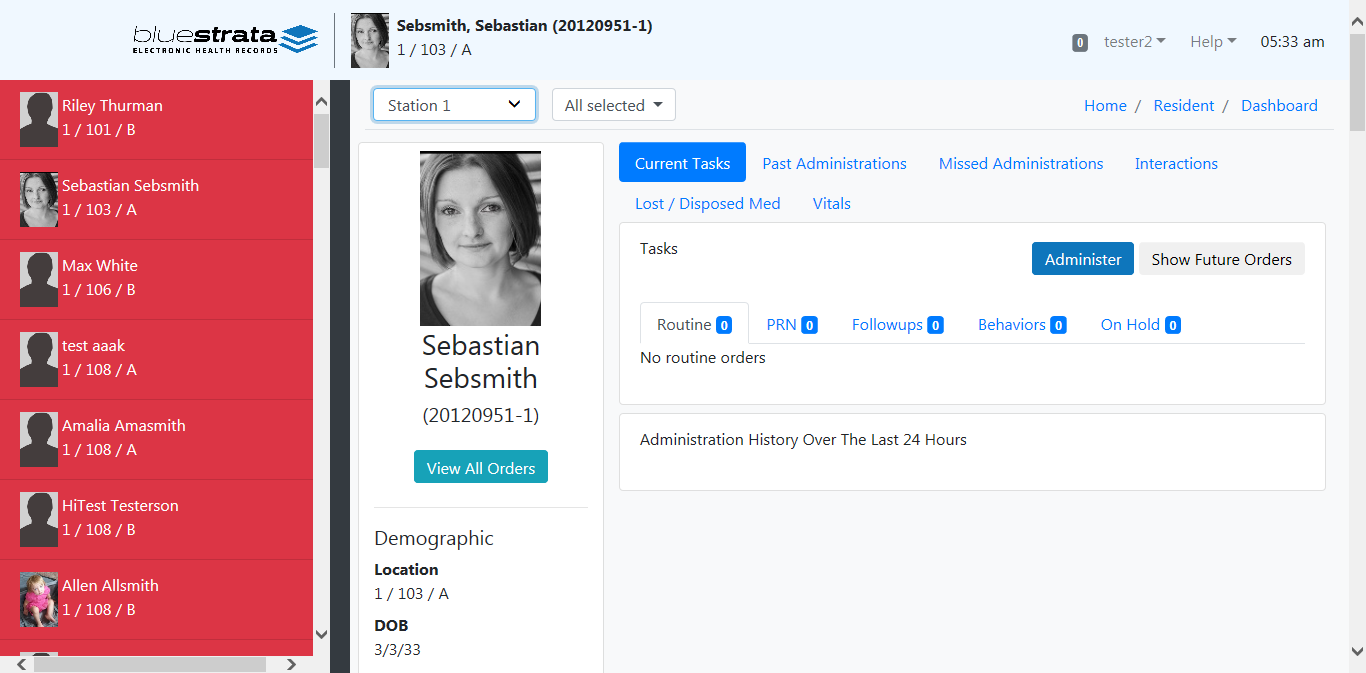 bluestrata
ELECTRONIC HEALTH RECORDS
Sebsmith, Sebastian (20120951-1)
1 / 103 / A
0
tester2
Help
05:33 am
Riley Thurman
1 / 101 / B
Sebastian Sebsmith
1 / 103 / A
Max White
1 / 106 / B
test aaak
1 / 108 / A
Amalia Amasmith
1 / 108 / A
HiTest Testerson
1 / 108 / B
Allen Allsmith
1 / 108 / B
Station 1
All selected
Home / Resident / Dashboard
Sebastian
Sebsmith
(20120951-1)
View All Orders
Demographic
Location
1 / 103 / A
DOB
3/3/33
Current Tasks
Past Administrations
Missed Administrations
Interactions
Lost / Disposed Med
Vitals
Tasks
Administer
Show Future Orders
Routine 0
PRN 0
Followups 0
Behaviors 0
On Hold 0
No routine orders
Administration History Over The Last 24 Hours